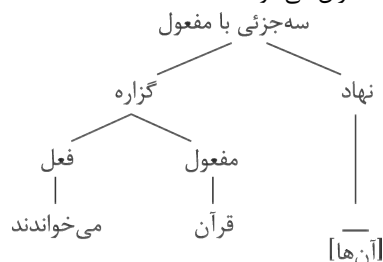 سه‌جزئی با مفعول
نهاد گزاره
مفعول فعل
[آن‌ها] قرآن می‌خواندند